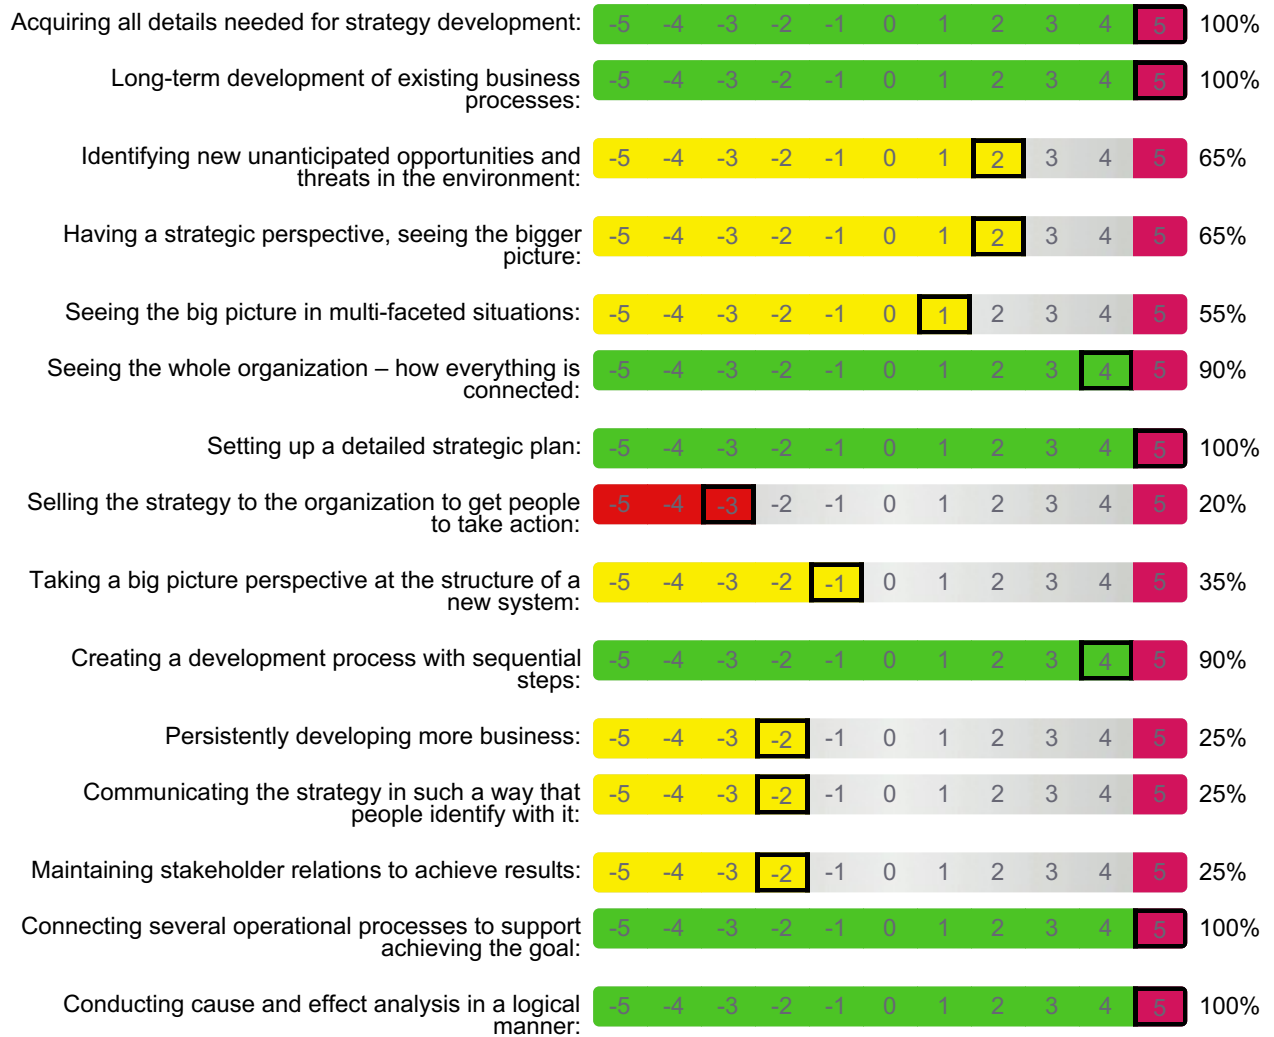 Acquiring all details needed for strategy development: -5 -4 -3 -2 -1 0 1 2 3 4 5 100%
Long-term development of existing business
processes: -5 -4 -3 -2 -1 0 1 2 3 4 5 100%
Identifying new unanticipated opportunities and
threats in the environment: -5 -4 -3 -2 -1 0 1 2 3 4 5 65%
Having a strategic perspective, seeing the bigger
picture: -5 -4 -3 -2 -1 0 1 2 3 4 5 65%
Seeing the big picture in multi-faceted situations: -5 -4 -3 -2 -1 0 1 2 3 4 5 55%
Seeing the whole organization – how everything is
connected: -5 -4 -3 -2 -1 0 1 2 3 4 5 90%
Setting up a detailed strategic plan: -5 -4 -3 -2 -1 0 1 2 3 4 5 100%
Selling the strategy to the organization to get people
to take action: -5 -4 -3 -2 -1 0 1 2 3 4 5 20%
Taking a big picture perspective at the structure of a
new system: -5 -4 -3 -2 -1 0 1 2 3 4 5 35%
Creating a development process with sequential
steps: -5 -4 -3 -2 -1 0 1 2 3 4 5 90%
Persistently developing more business: -5 -4 -3 -2 -1 0 1 2 3 4 5 25%
Communicating the strategy in such a way that
people identify with it: -5 -4 -3 -2 -1 0 1 2 3 4 5 25%
Maintaining stakeholder relations to achieve results: -5 -4 -3 -2 -1 0 1 2 3 4 5 25%
Connecting several operational processes to support
achieving the goal: -5 -4 -3 -2 -1 0 1 2 3 4 5 100%
Conducting cause and effect analysis in a logical
manner: -5 -4 -3 -2 -1 0 1 2 3 4 5 100%